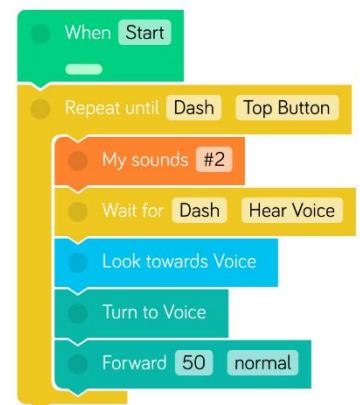 When Start
Repeat until Dash Top Button
My sounds #2
Wait for Dash Hear Voice
Look towards Voice
Turn to Voice
Forward 50 normal